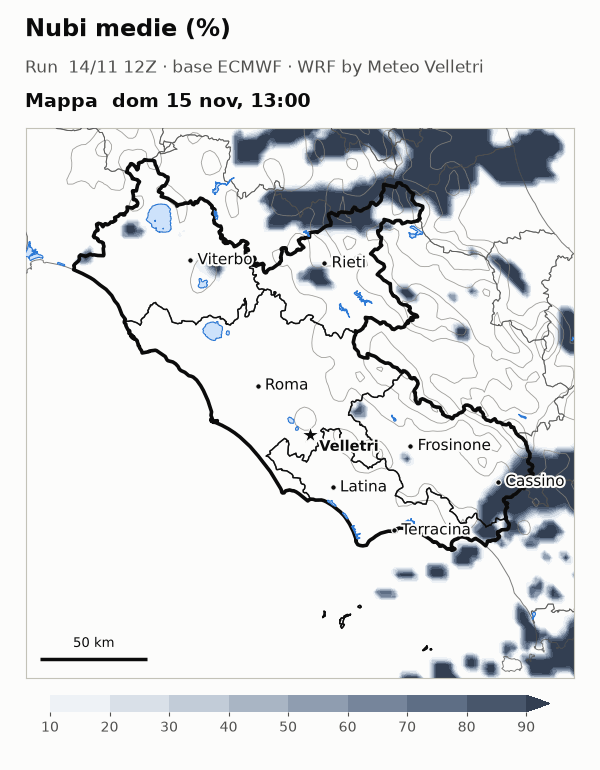 Nubi medie (%)
Run  14/11 12Z · base ECMWF · WRF by Meteo Velletri
Mappa  dom 15 nov, 13:00
Viterbo
Rieti
Roma
Velletri
Frosinone
Latina
Cassino
Terracina
50 km
10 20 30 40 50 60 70 80 90